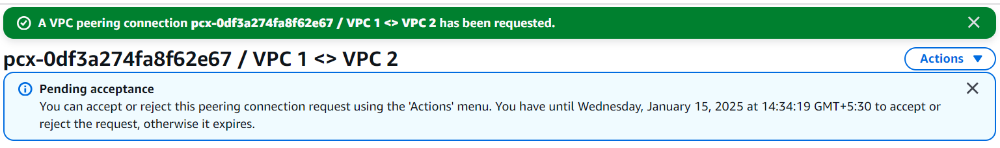 A VPC peering connection pcx-0df3a274fa8f62e67 / VPC 1 <> VPC 2 has been requested.
pcx-0df3a274fa8f62e67 / VPC 1 <> VPC 2
Actions
Pending acceptance
You can accept or reject this peering connection request using the 'Actions' menu. You have until Wednesday, January 15, 2025 at 14:34:19 GMT+5:30 to accept or
reject the request, otherwise it expires.